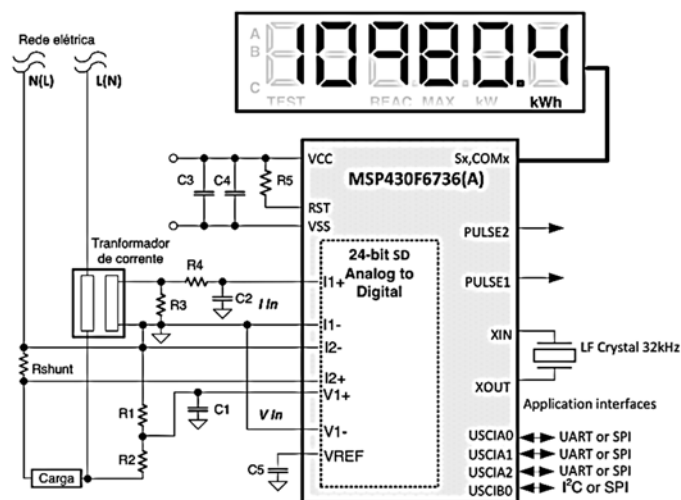 Rede elétrica
N(L)
L(N)
A
B
C
10980.4
TEST
REAC
MAX
kW
kWh
VCC
Sx,COMx
MSP430F6736(A)
C3
C4
R5
RST
VSS
PULSE2
24-bit SD
Analog to
Digital
Tranformador
de corrente
R4
I1+
PULSE1
R3
C2
I In
I1-
XIN
LF Crystal 32kHz
I2-
Rshunt
I2+
XOUT
R1
C1
V1+
Application interfaces
V In
V1-
USCIA0
UART or SPI
R2
VREF
USCIA1
UART or SPI
Carga
C5
USCIA2
UART or SPI
USCIB0
I²C or SPI